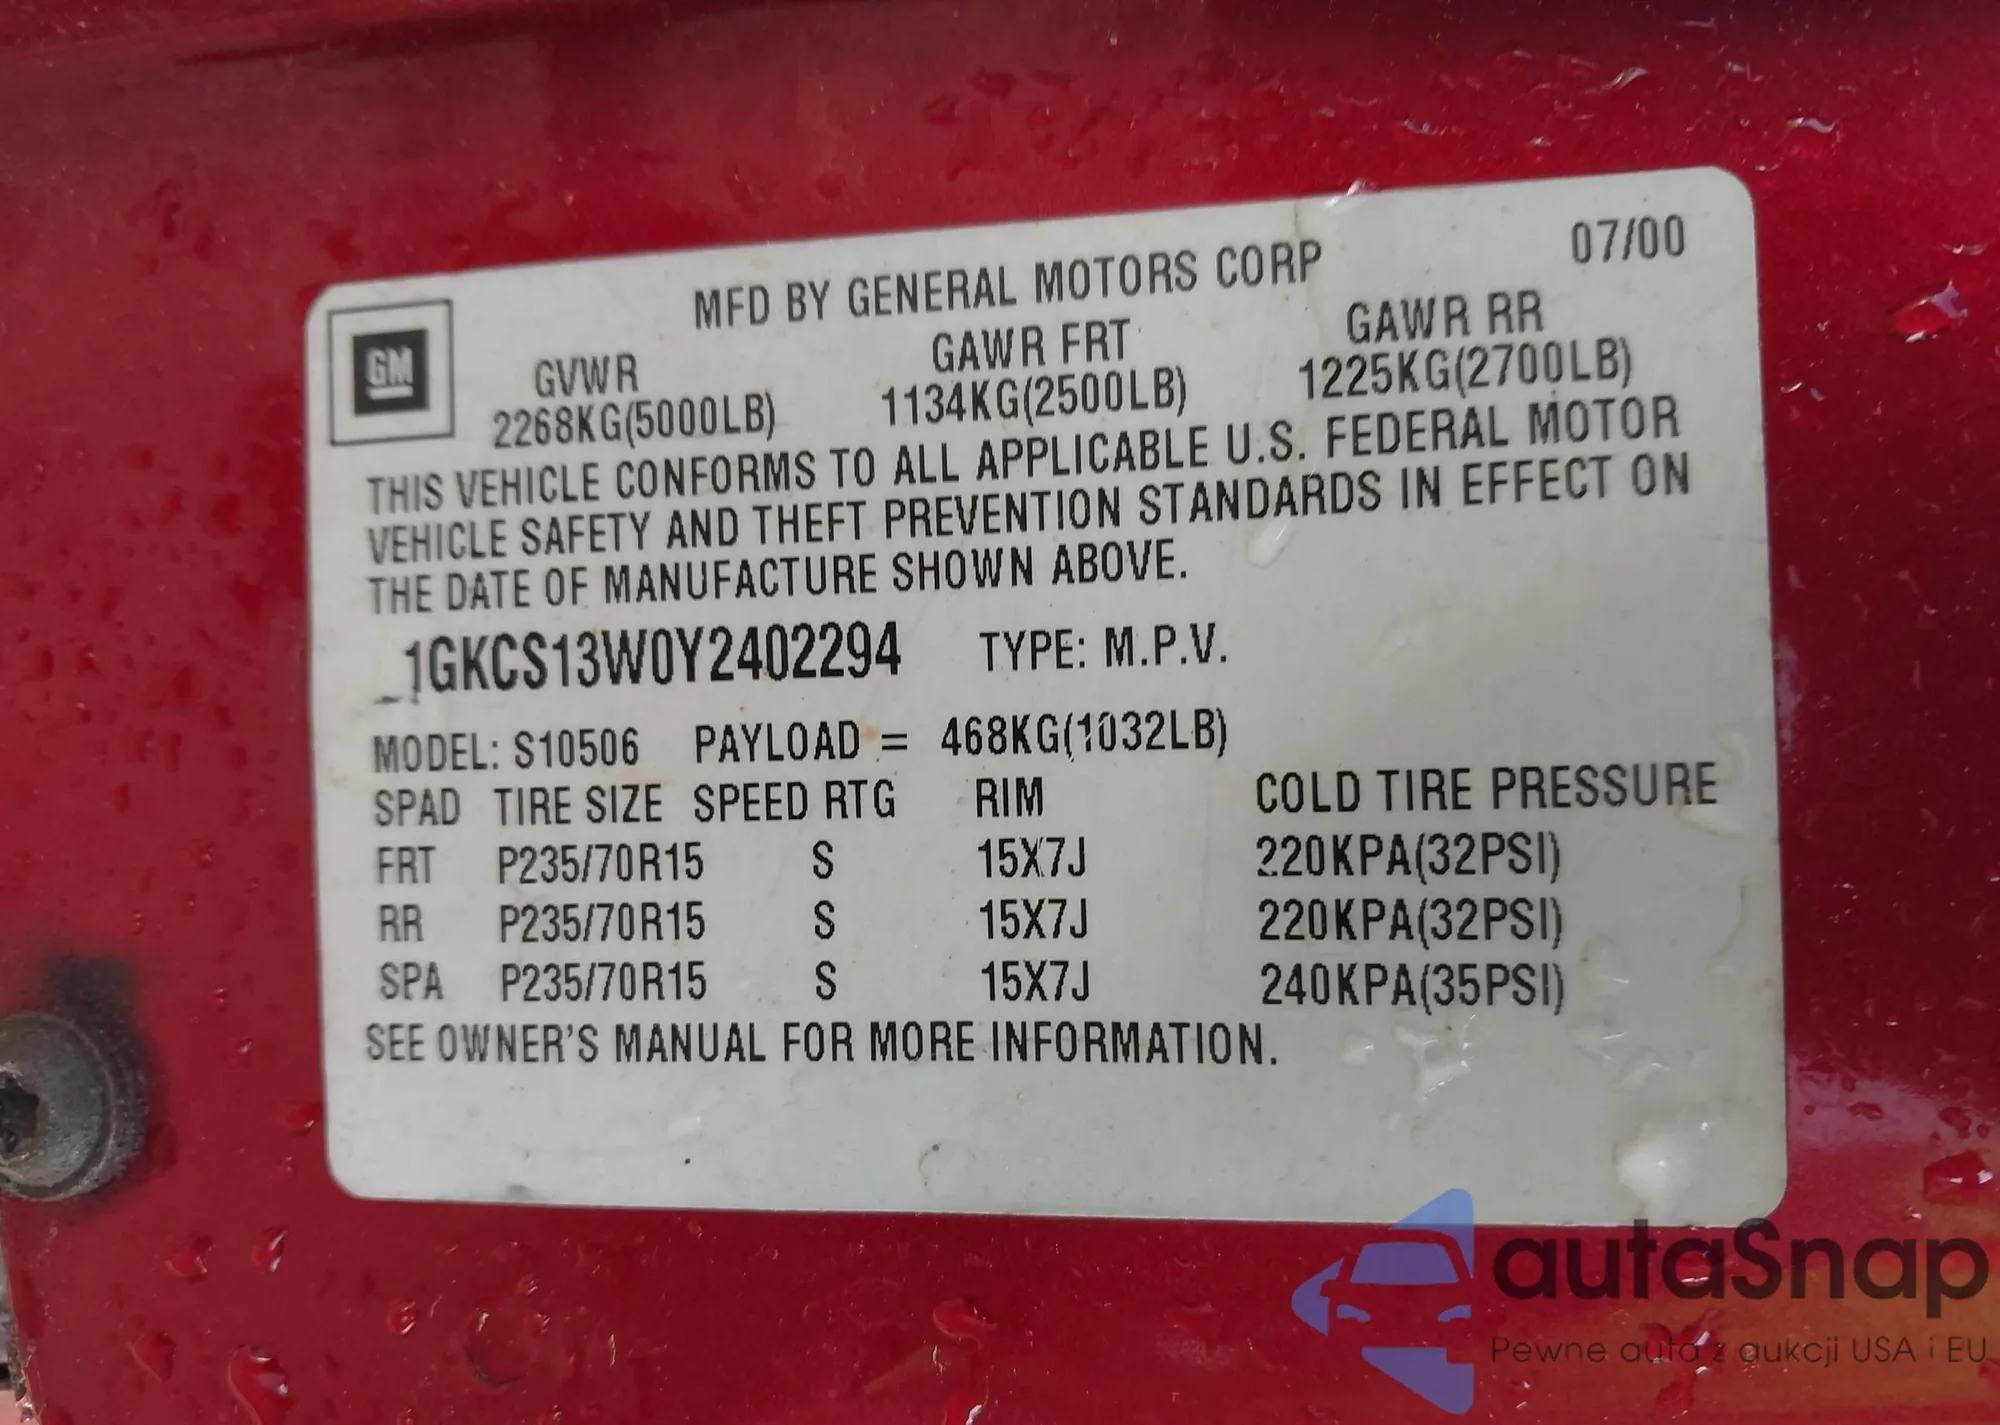 07/00
MFD BY GENERAL MOTORS CORP
GM
GVWR GAWR FRT GAWR RR
2268KG(5000LB) 1134KG(2500LB) 1225KG(2700LB)
THIS VEHICLE CONFORMS TO ALL APPLICABLE U.S. FEDERAL MOTOR
VEHICLE SAFETY AND THEFT PREVENTION STANDARDS IN EFFECT ON
THE DATE OF MANUFACTURE SHOWN ABOVE.
1GKCS13W0Y2402294 TYPE: M.P.V.
MODEL: S10506 PAYLOAD = 468KG(1032LB)
SPAD TIRE SIZE SPEED RTG RIM COLD TIRE PRESSURE
FRT P235/70R15 S 15X7J 220KPA(32PSI)
RR P235/70R15 S 15X7J 220KPA(32PSI)
SPA P235/70R15 S 15X7J 240KPA(35PSI)
SEE OWNER'S MANUAL FOR MORE INFORMATION.
autaSnap
Pewne auta z aukcji USA i EU